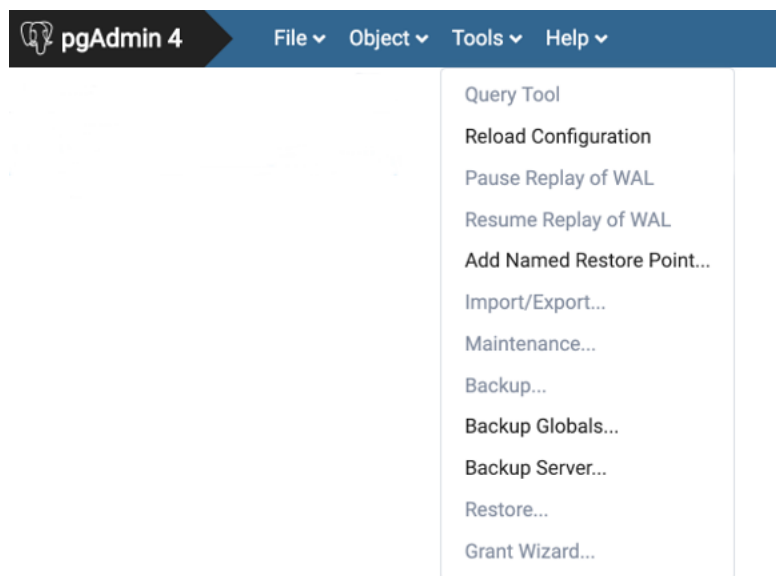 pgAdmin 4 File Object Tools Help
Query Tool
Reload Configuration
Pause Replay of WAL
Resume Replay of WAL
Add Named Restore Point...
Import/Export...
Maintenance...
Backup...
Backup Globals...
Backup Server...
Restore...
Grant Wizard...